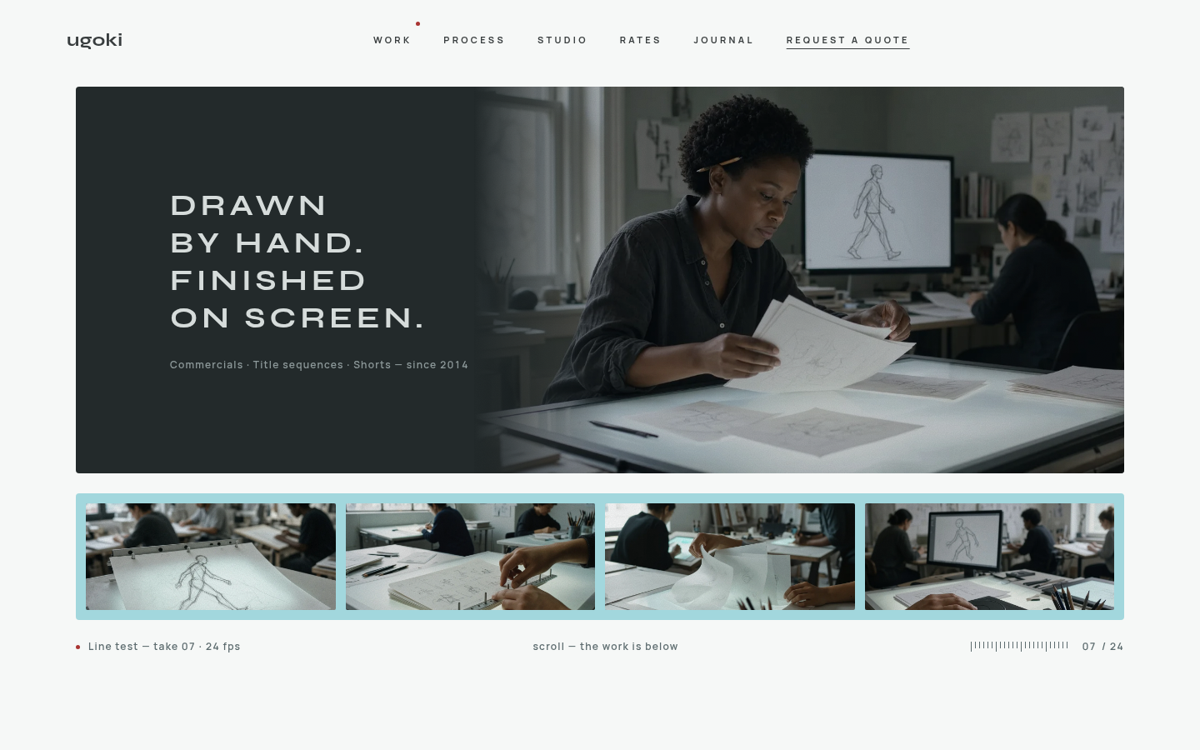 ugoki
WORK
PROCESS
STUDIO
RATES
JOURNAL
REQUEST A QUOTE
DRAWN
BY HAND.
FINISHED
ON SCREEN.
Commercials · Title sequences · Shorts — since 2014
Line test — take 07 · 24 fps
scroll — the work is below
07 / 24